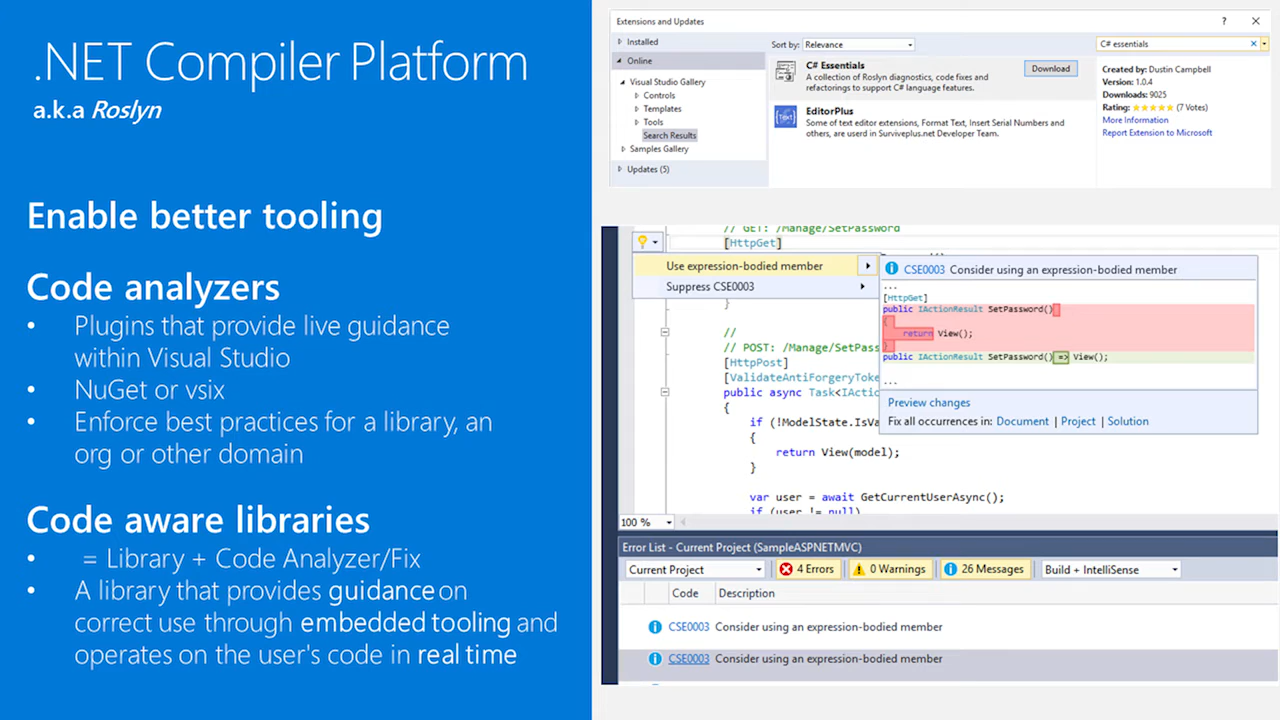 .NET Compiler Platform
a.k.a Roslyn
Enable better tooling
Code analyzers
• Plugins that provide live guidance
within Visual Studio
• NuGet or vsix
• Enforce best practices for a library, an
org or other domain
Code aware libraries
• = Library + Code Analyzer/Fix
• A library that provides guidance on
correct use through embedded tooling and
operates on the user's code in real time
Extensions and Updates
Installed
Online
Visual Studio Gallery
Controls
Templates
Tools
Search Results
Samples Gallery
Updates (5)
Sort by: Relevance
C# Essentials
A collection of Roslyn diagnostics, code fixes and
refactorings to support C# language features.
Download
EditorPlus
Some of text editor extensions, Format Text, Insert Serial Numbers and
others, are used in Surviveplus.net Developer Team.
C# essentials
Created by: Dustin Campbell
Version: 1.0.4
Downloads: 9025
Rating: ★★★★★ (7 Votes)
More Information
Report Extension to Microsoft
// GET: /Manage/SetPassword
[HttpGet]
Use expression-bodied member
Suppress CSE0003
}
//
// POST: /Manage/SetPass
[HttpPost]
[ValidateAntiForgeryToke
public async Task<IActio
{
if (!ModelState.IsVa
{
return View(model);
}
var user = await GetCurrentUserAsync();
if (user != null)
CSE0003 Consider using an expression-bodied member
...
[HttpGet]
public IActionResult SetPassword()
{
return View();
}
public IActionResult SetPassword() => View();
...
Preview changes
Fix all occurrences in: Document | Project | Solution
100 %
Error List - Current Project (SampleASPNETMVC)
Current Project 4 Errors 0 Warnings 26 Messages Build + IntelliSense
Code Description
CSE0003 Consider using an expression-bodied member
CSE0003 Consider using an expression-bodied member